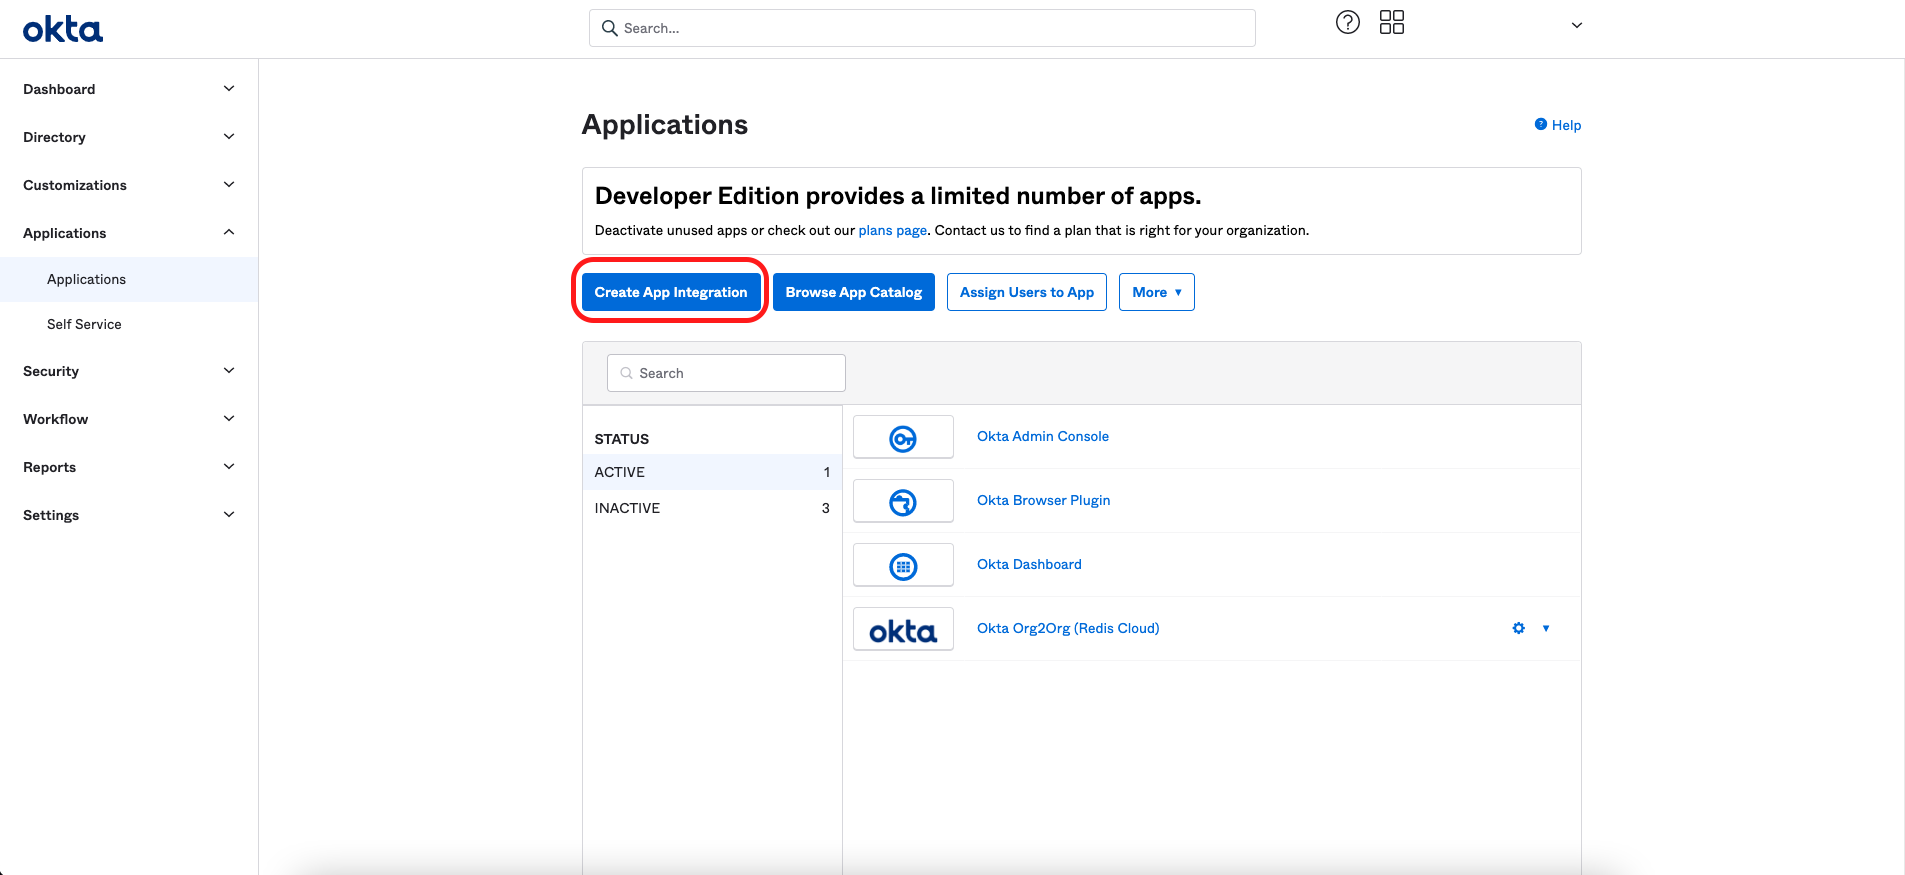 okta
Search...
Dashboard
Directory
Customizations
Applications
Applications
Self Service
Security
Workflow
Reports
Settings
Applications
Help
Developer Edition provides a limited number of apps.
Deactivate unused apps or check out our plans page. Contact us to find a plan that is right for your organization.
Create App Integration
Browse App Catalog
Assign Users to App
More
Search
STATUS
ACTIVE 1
INACTIVE 3
Okta Admin Console
Okta Browser Plugin
Okta Dashboard
okta Okta Org2Org (Redis Cloud)